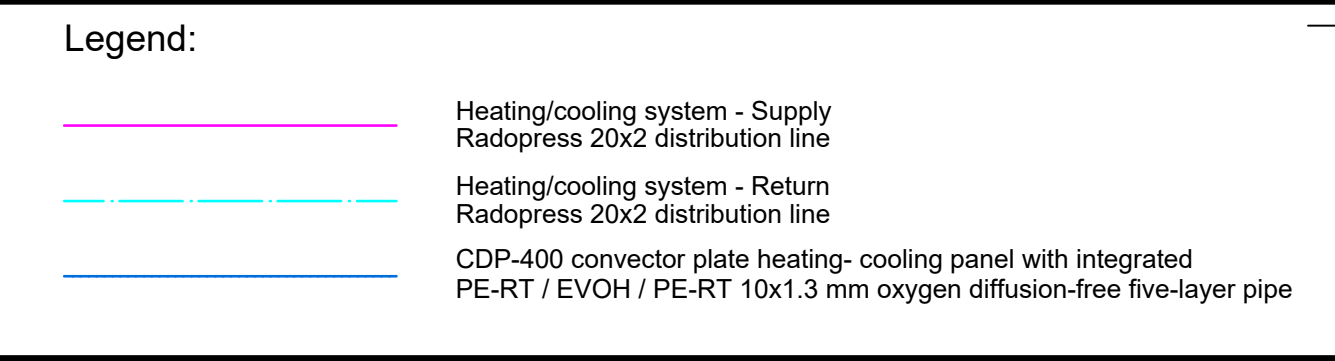 Legend:
Heating/cooling system - Supply
Radopress 20x2 distribution line
Heating/cooling system - Return
Radopress 20x2 distribution line
CDP-400 convector plate heating- cooling panel with integrated
PE-RT / EVOH / PE-RT 10x1.3 mm oxygen diffusion-free five-layer pipe